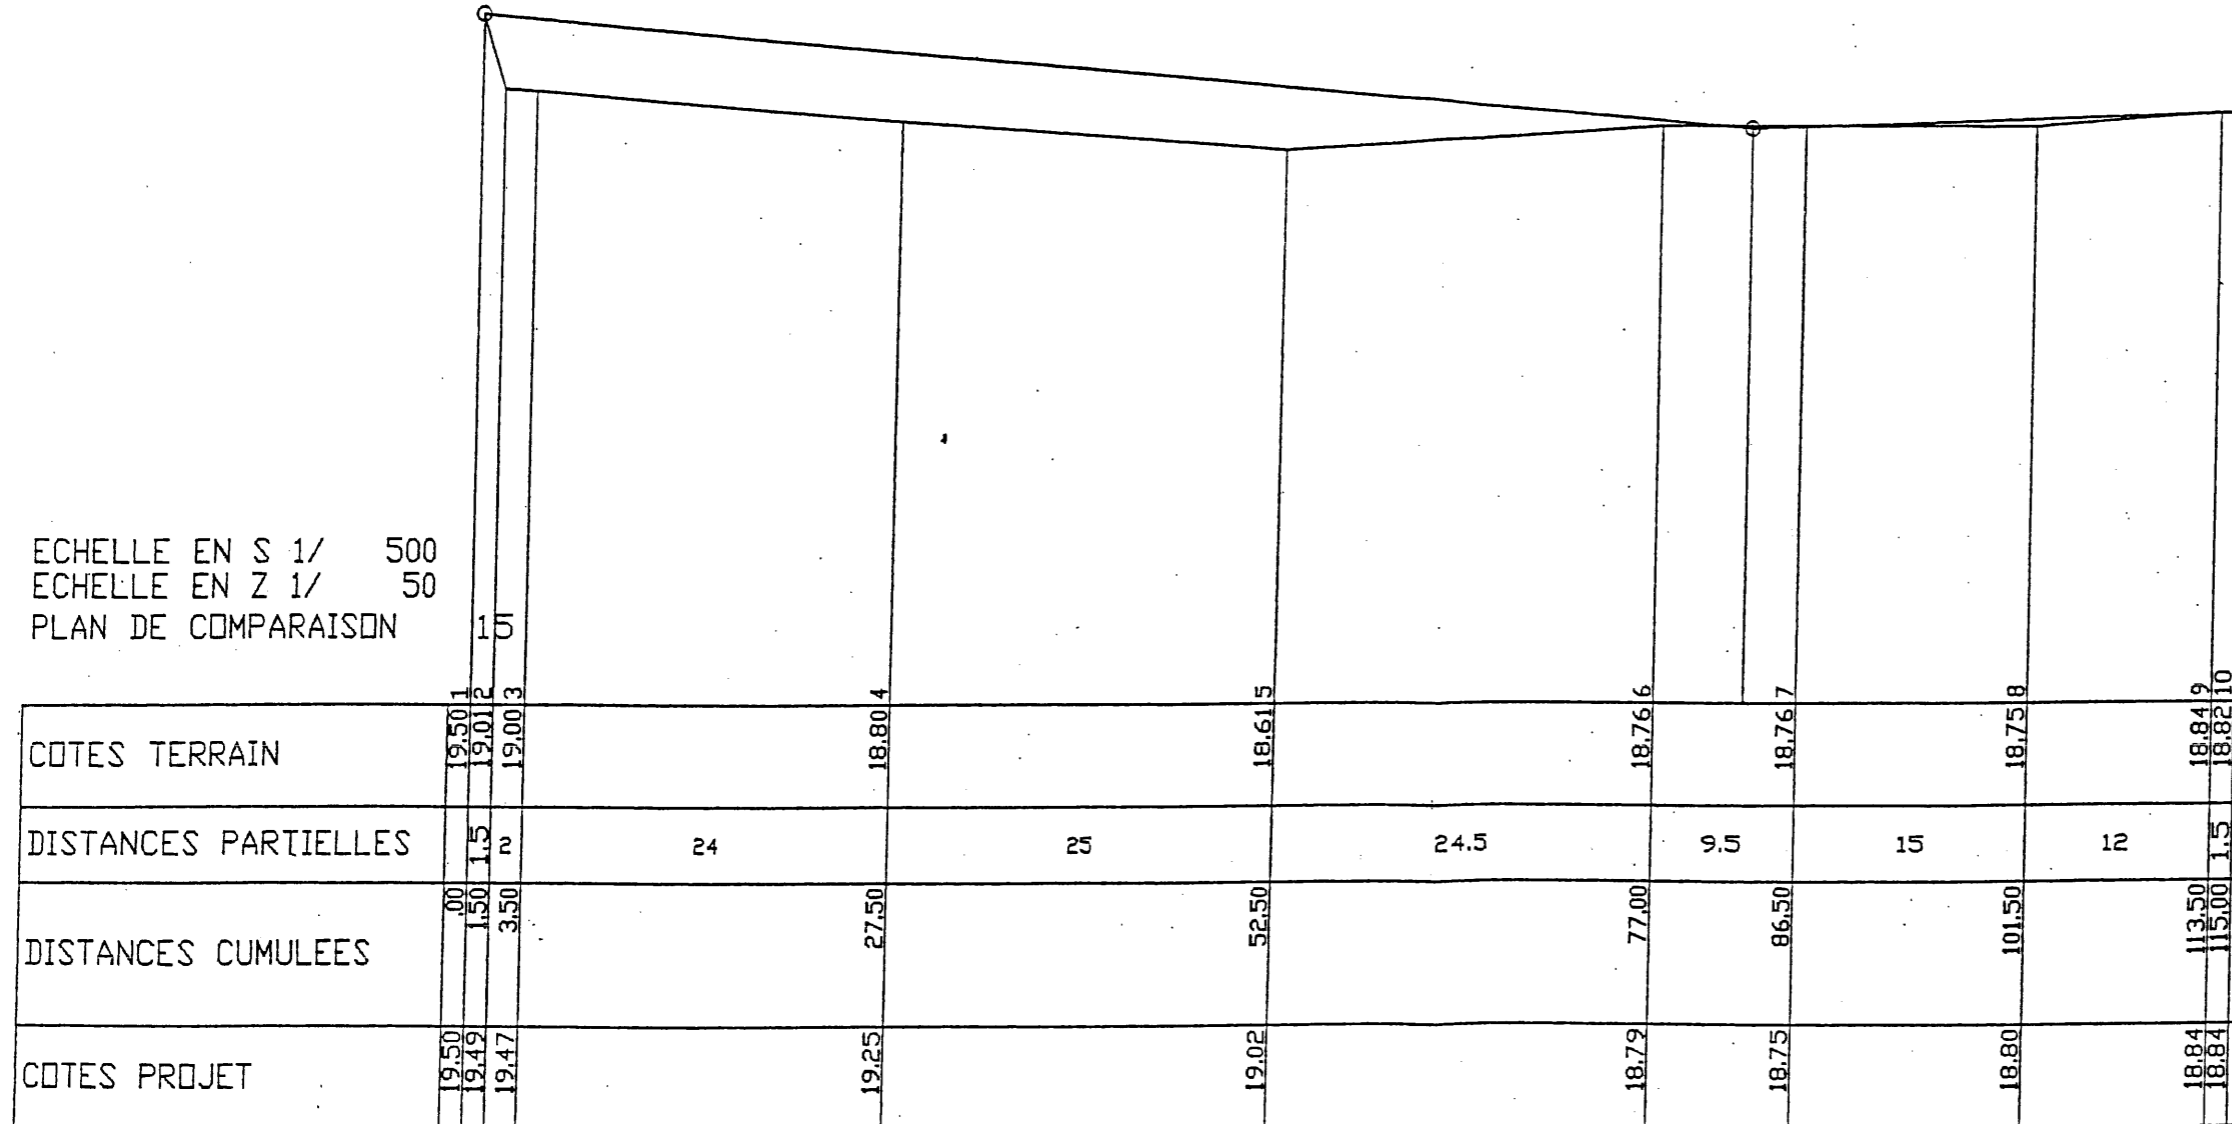 ECHELLE EN S 1/ 500
ECHELLE EN Z 1/ 50
PLAN DE COMPARAISON 15
1 2 3 4 5 6 7 8 9 10
COTES TERRAIN 19.50 19.01 19.00 18.80 18.61 18.76 18.76 18.75 18.84 18.82
DISTANCES PARTIELLES 1.5 2 24 25 24.5 9.5 15 12 1.5
DISTANCES CUMULEES .00 1.50 3.50 27.50 52.50 77.00 86.50 101.50 113.50 115.00
COTES PROJET 19.50 19.49 19.47 19.25 19.02 18.79 18.75 18.80 18.84 18.84